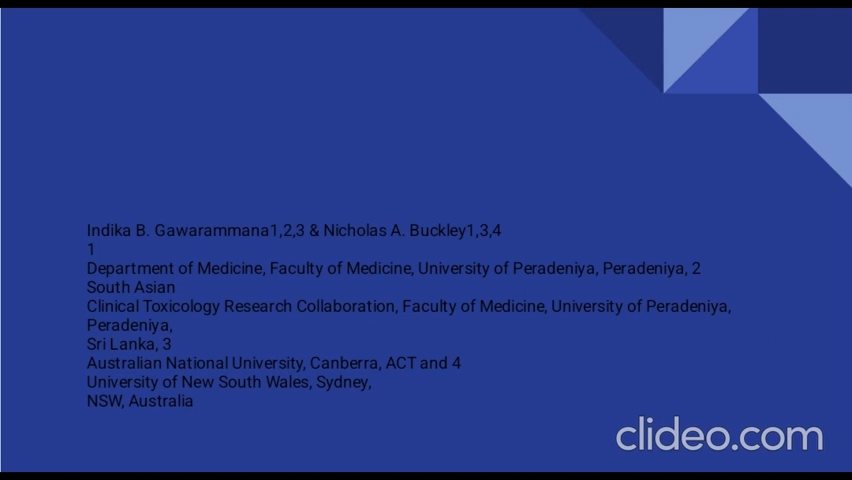 Indika B. Gawarammana1,2,3 & Nicholas A. Buckley1,3,4
1
Department of Medicine, Faculty of Medicine, University of Peradeniya, Peradeniya, 2
South Asian
Clinical Toxicology Research Collaboration, Faculty of Medicine, University of Peradeniya,
Peradeniya,
Sri Lanka, 3
Australian National University, Canberra, ACT and 4
University of New South Wales, Sydney,
NSW, Australia
clideo.com